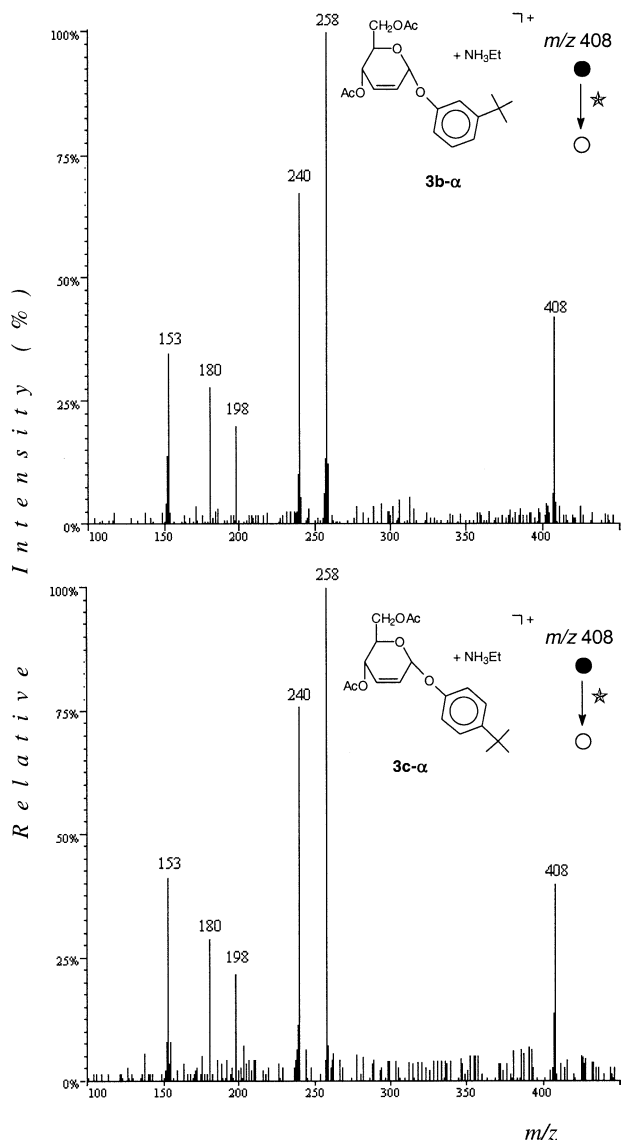 258
100%
CH₂OAc
O
+ NH₃Et
⌝+
m/z 408
AcO
O
3b-α
75%
240
50%
408
153
180
198
25%
0%
100 150 200 250 300 350 400
Relative Intensity (%)
258
100%
CH₂OAc
O
+ NH₃Et
⌝+
m/z 408
AcO
O
3c-α
240
75%
50%
153
408
180
198
25%
0%
100 150 200 250 300 350 400
m/z